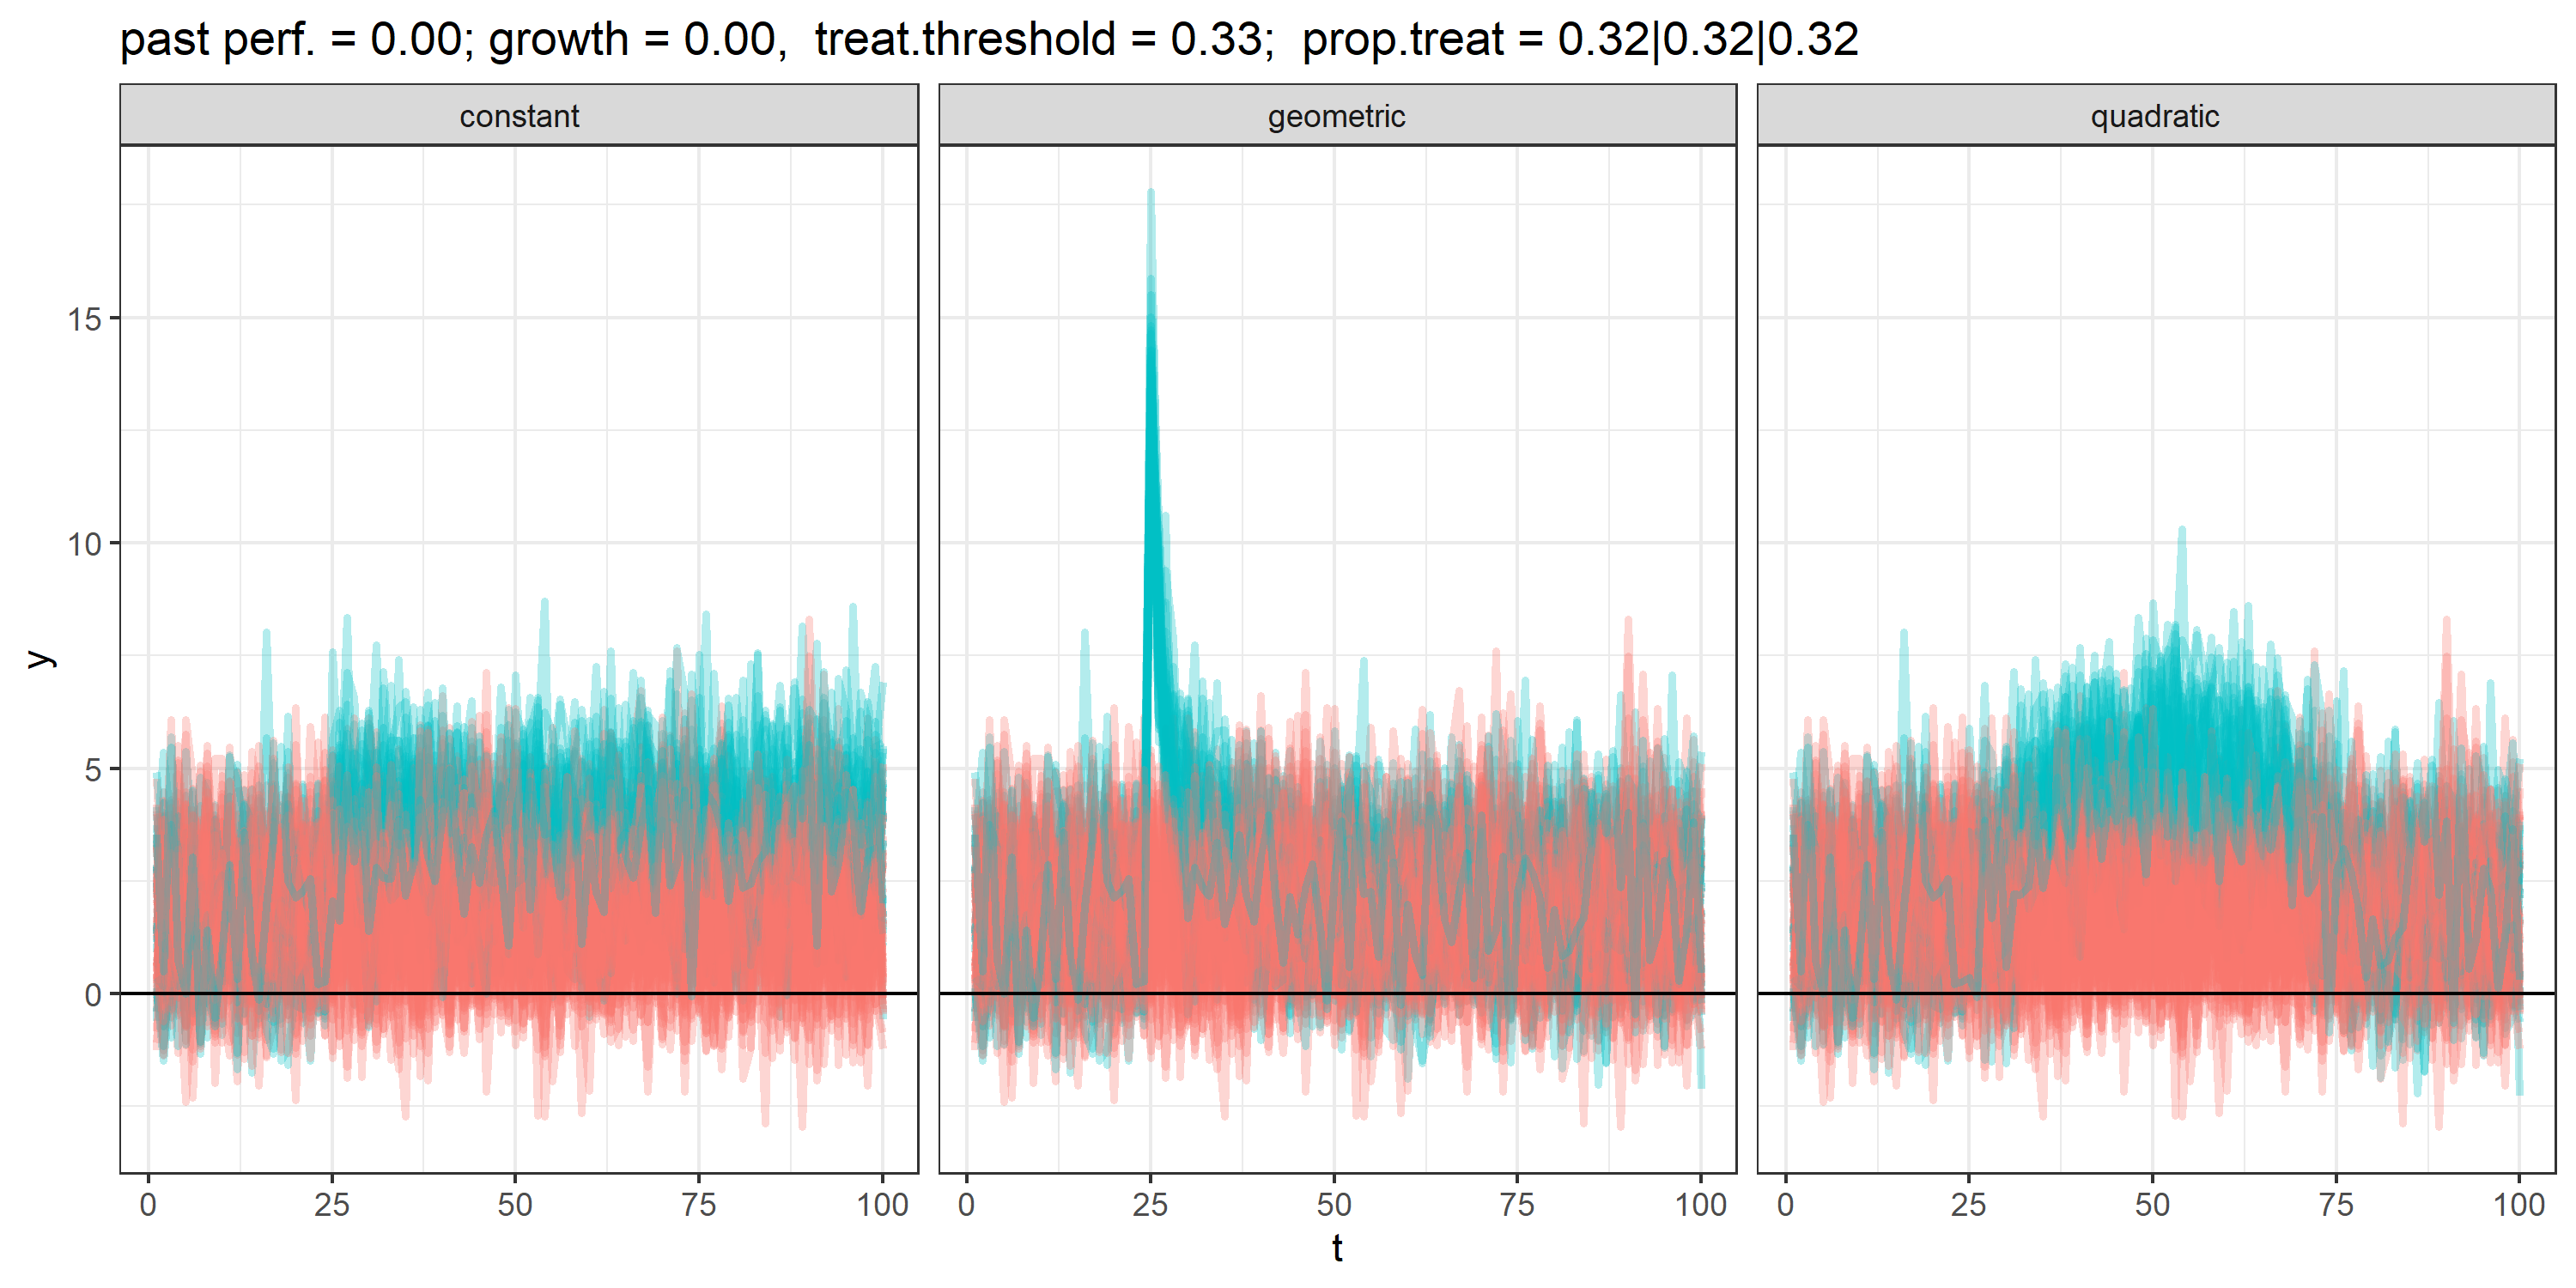 past perf. = 0.00; growth = 0.00,  treat.threshold = 0.33;  prop.treat = 0.32|0.32|0.32
constant geometric quadratic
15
10
5
0
y
0 25 50 75 100 0 25 50 75 100 0 25 50 75 100
t